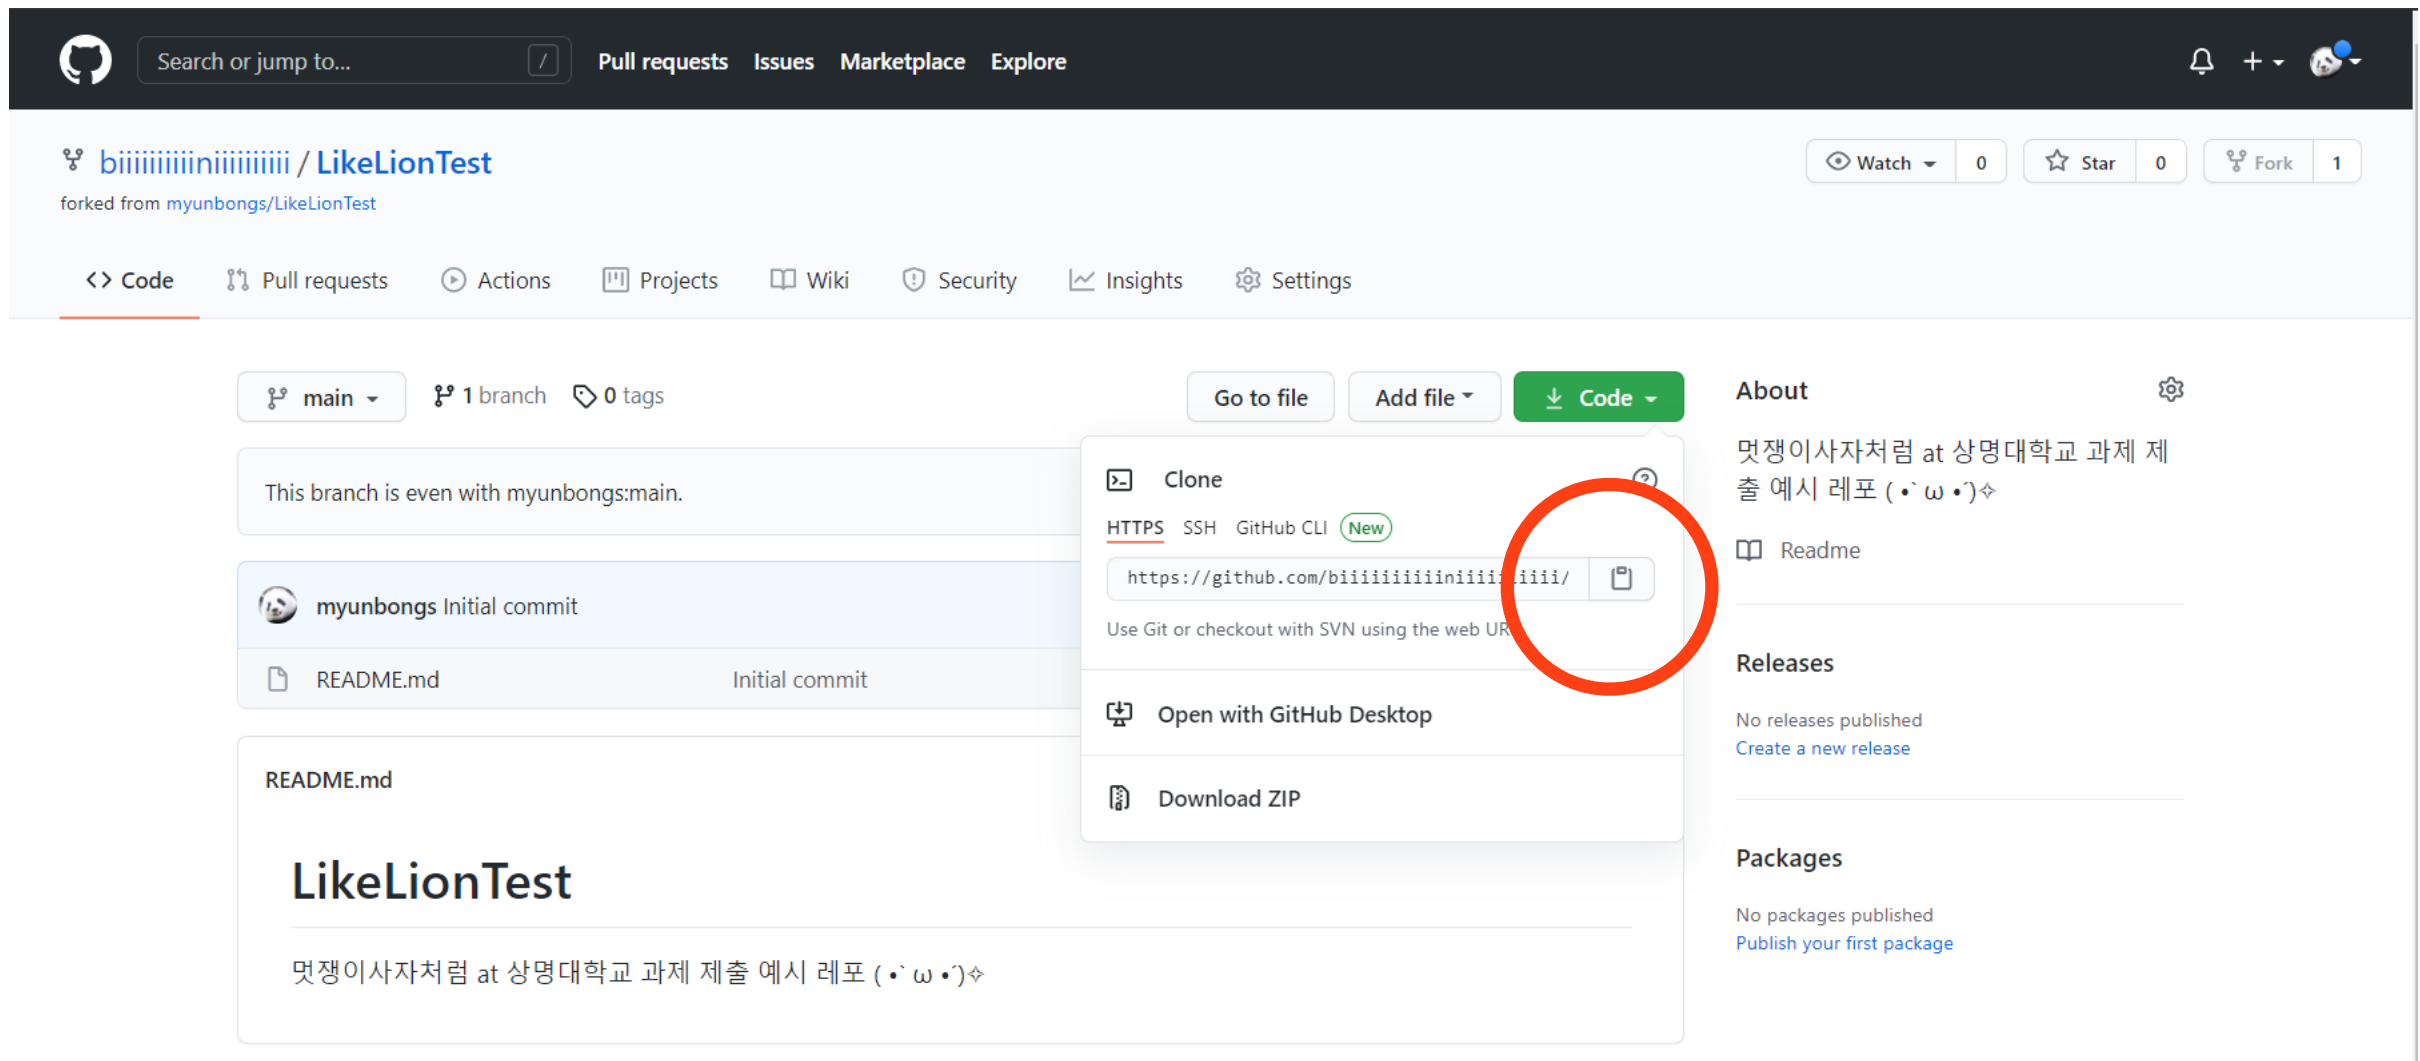 Search or jump to... /
Pull requests Issues Marketplace Explore
biiiiiiiiiiniiiiiiiiii / LikeLionTest
Watch 0 Star 0 Fork 1
forked from myunbongs/LikeLionTest
Code Pull requests Actions Projects Wiki Security Insights Settings
main 1 branch 0 tags
Go to file Add file Code
This branch is even with myunbongs:main.
myunbongs Initial commit
README.md Initial commit
Clone
HTTPS SSH GitHub CLI New
Use Git or checkout with SVN using the web
Open with GitHub Desktop
Download ZIP
README.md
LikeLionTest
멋쟁이사자처럼 at 상명대학교 과제 제출 예시 레포 ( •̀ ω •́ )✧
About
멋쟁이사자처럼 at 상명대학교 과제 제
출 예시 레포 ( •̀ ω •́ )✧
Readme
Releases
No releases published
Create a new release
Packages
No packages published
Publish your first package